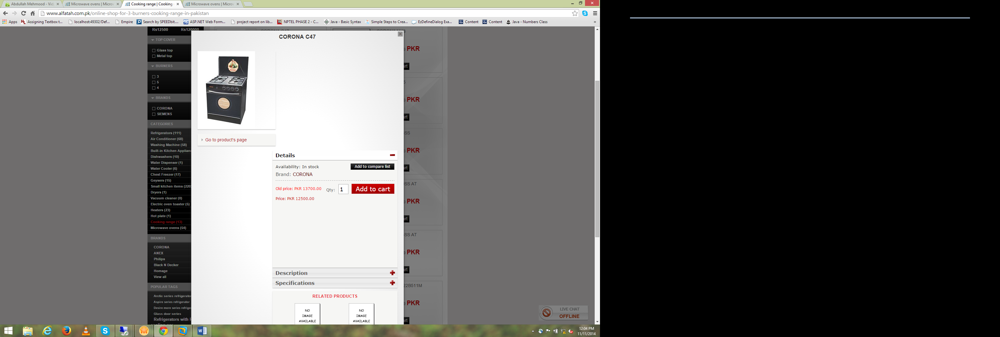 Abdullah Mehmood - Vid
Microwave ovens | Microw
Cooking range | Cooking
Microwave ovens | Microw
www.alfatah.com.pk/online-shop-for-3-burners-cooking-range-in-pakistan
Apps
Assigning Textbox t...
localhost:49302/Def...
Empire
Search by SPEEDbit....
ASP.NET Web Form...
project report on lib...
NPTEL PHASE 2 - C...
Java - Basic Syntax
Simple Steps to Crea...
EzDefineDialog Exa...
Content
Content
Java - Numbers Class
»
Rs12500 Rs120000
TOP COVER
Glass top
Metal top
BURNERS
3
5
4
BRANDS
CORONA
SIEMENS
CATEGORIES
Refrigerators (111)
Air Conditioner (68)
Washing Machine (58)
Built-in Kitchen Applian
Dishwashers (10)
Water Dispenser (1)
Water Cooler (6)
Chest Freezer (17)
Geysers (15)
Small kitchen items (220)
Dryers (1)
Vacuum cleaner (0)
Electric oven toaster (5)
Heaters (23)
Hot plate (1)
Cooking range (13)
Microwave ovens (54)
BRANDS
CORONA
ANEX
Philips
Black N Decker
Homage
View all
POPULAR TAGS
Arctic series refrigerator
Aspire series refrigerator
Desire more series refrige
Glass door series
Refrigerators with
CORONA C47
Go to product's page
Details
Availability: In stock
Add to compare list
Brand: CORONA
Old price: PKR 13700.00 Qty: 1 Add to cart
Price: PKR 12500.00
Description
Specifications
RELATED PRODUCTS
NO
IMAGE
AVAILABLE
NO
IMAGE
AVAILABLE
PKR
PKR
SS
PKR
SS AT
PKR
SS AT
PKR
22B511M
PKR
LIVE CHAT
OFFLINE
12:04 PM
11/11/2014